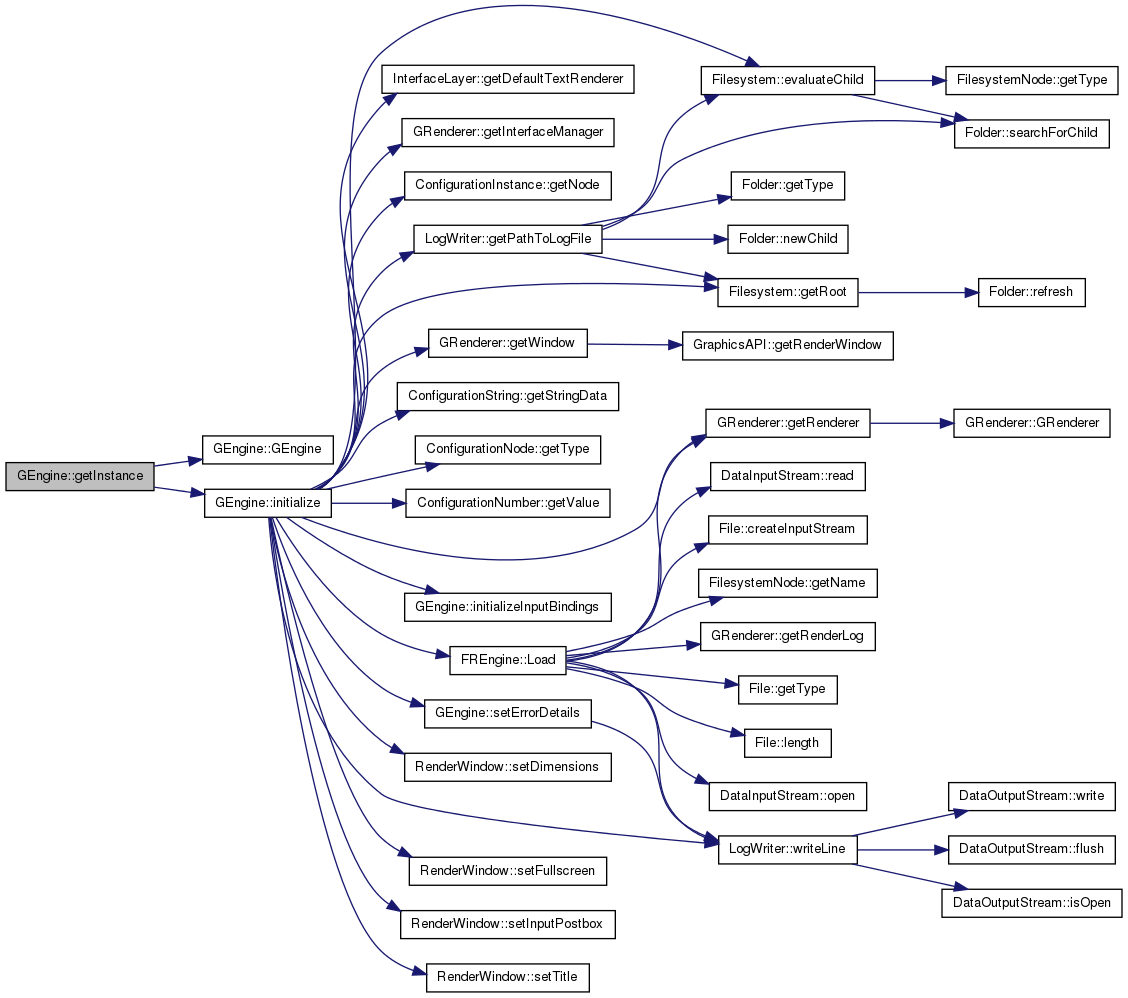 GEngine::getInstance
GEngine::GEngine
GEngine::initialize
InterfaceLayer::getDefaultTextRenderer
GRenderer::getInterfaceManager
ConfigurationInstance::getNode
LogWriter::getPathToLogFile
GRenderer::getWindow
ConfigurationString::getStringData
ConfigurationNode::getType
ConfigurationNumber::getValue
GEngine::initializeInputBindings
FREngine::Load
GEngine::setErrorDetails
RenderWindow::setDimensions
RenderWindow::setFullscreen
RenderWindow::setInputPostbox
RenderWindow::setTitle
Filesystem::evaluateChild
Folder::getType
Folder::newChild
Filesystem::getRoot
GraphicsAPI::getRenderWindow
GRenderer::getRenderer
DataInputStream::read
File::createInputStream
FilesystemNode::getName
GRenderer::getRenderLog
File::getType
File::length
DataInputStream::open
LogWriter::writeLine
FilesystemNode::getType
Folder::searchForChild
Folder::refresh
GRenderer::GRenderer
DataOutputStream::write
DataOutputStream::flush
DataOutputStream::isOpen